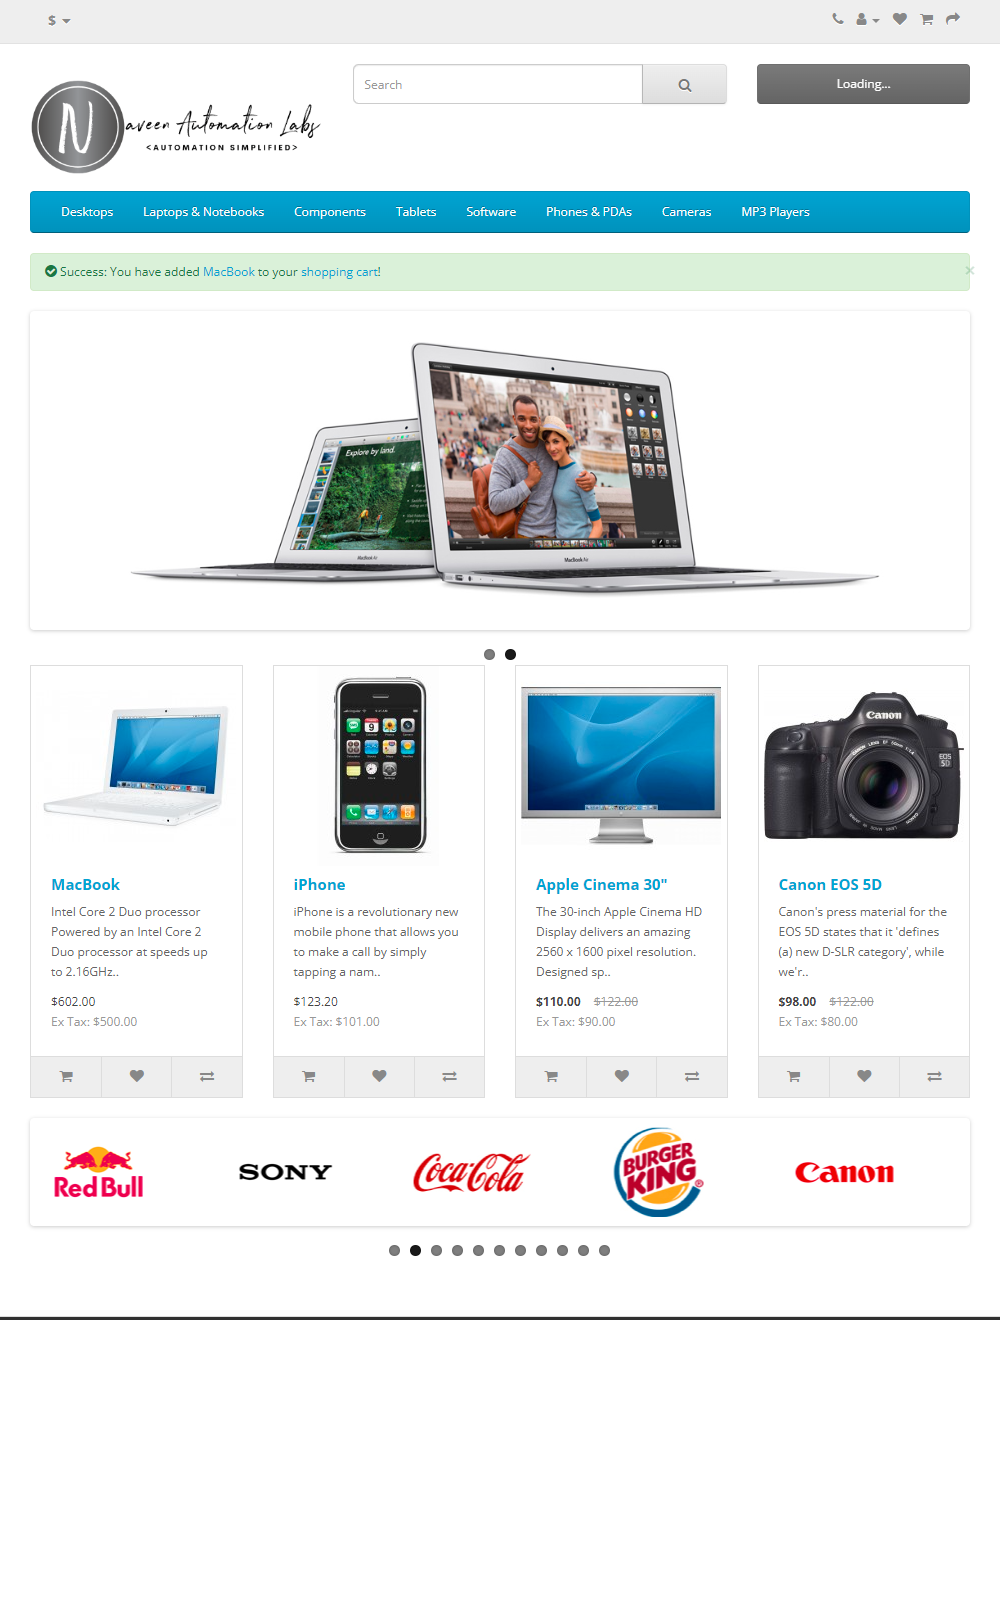 $
Search
Loading...
Naveen Automation Labs
<AUTOMATION SIMPLIFIED>
Desktops Laptops & Notebooks Components Tablets Software Phones & PDAs Cameras MP3 Players
Success: You have added MacBook to your shopping cart!
×
Explore by land.
MacBook Air
MacBook Air
Canon
EOS
5D
MacBook
Intel Core 2 Duo processor
Powered by an Intel Core 2
Duo processor at speeds up
to 2.16GHz..
$602.00
Ex Tax: $500.00
iPhone
iPhone is a revolutionary new
mobile phone that allows you
to make a call by simply
tapping a nam..
$123.20
Ex Tax: $101.00
Apple Cinema 30"
The 30-inch Apple Cinema HD
Display delivers an amazing
2560 x 1600 pixel resolution.
Designed sp..
$110.00 $122.00
Ex Tax: $90.00
Canon EOS 5D
Canon's press material for the
EOS 5D states that it 'defines
(a) new D-SLR category', while
we'r..
$98.00 $122.00
Ex Tax: $80.00
Red Bull
SONY
Coca-Cola
BURGER
KING
®
Canon